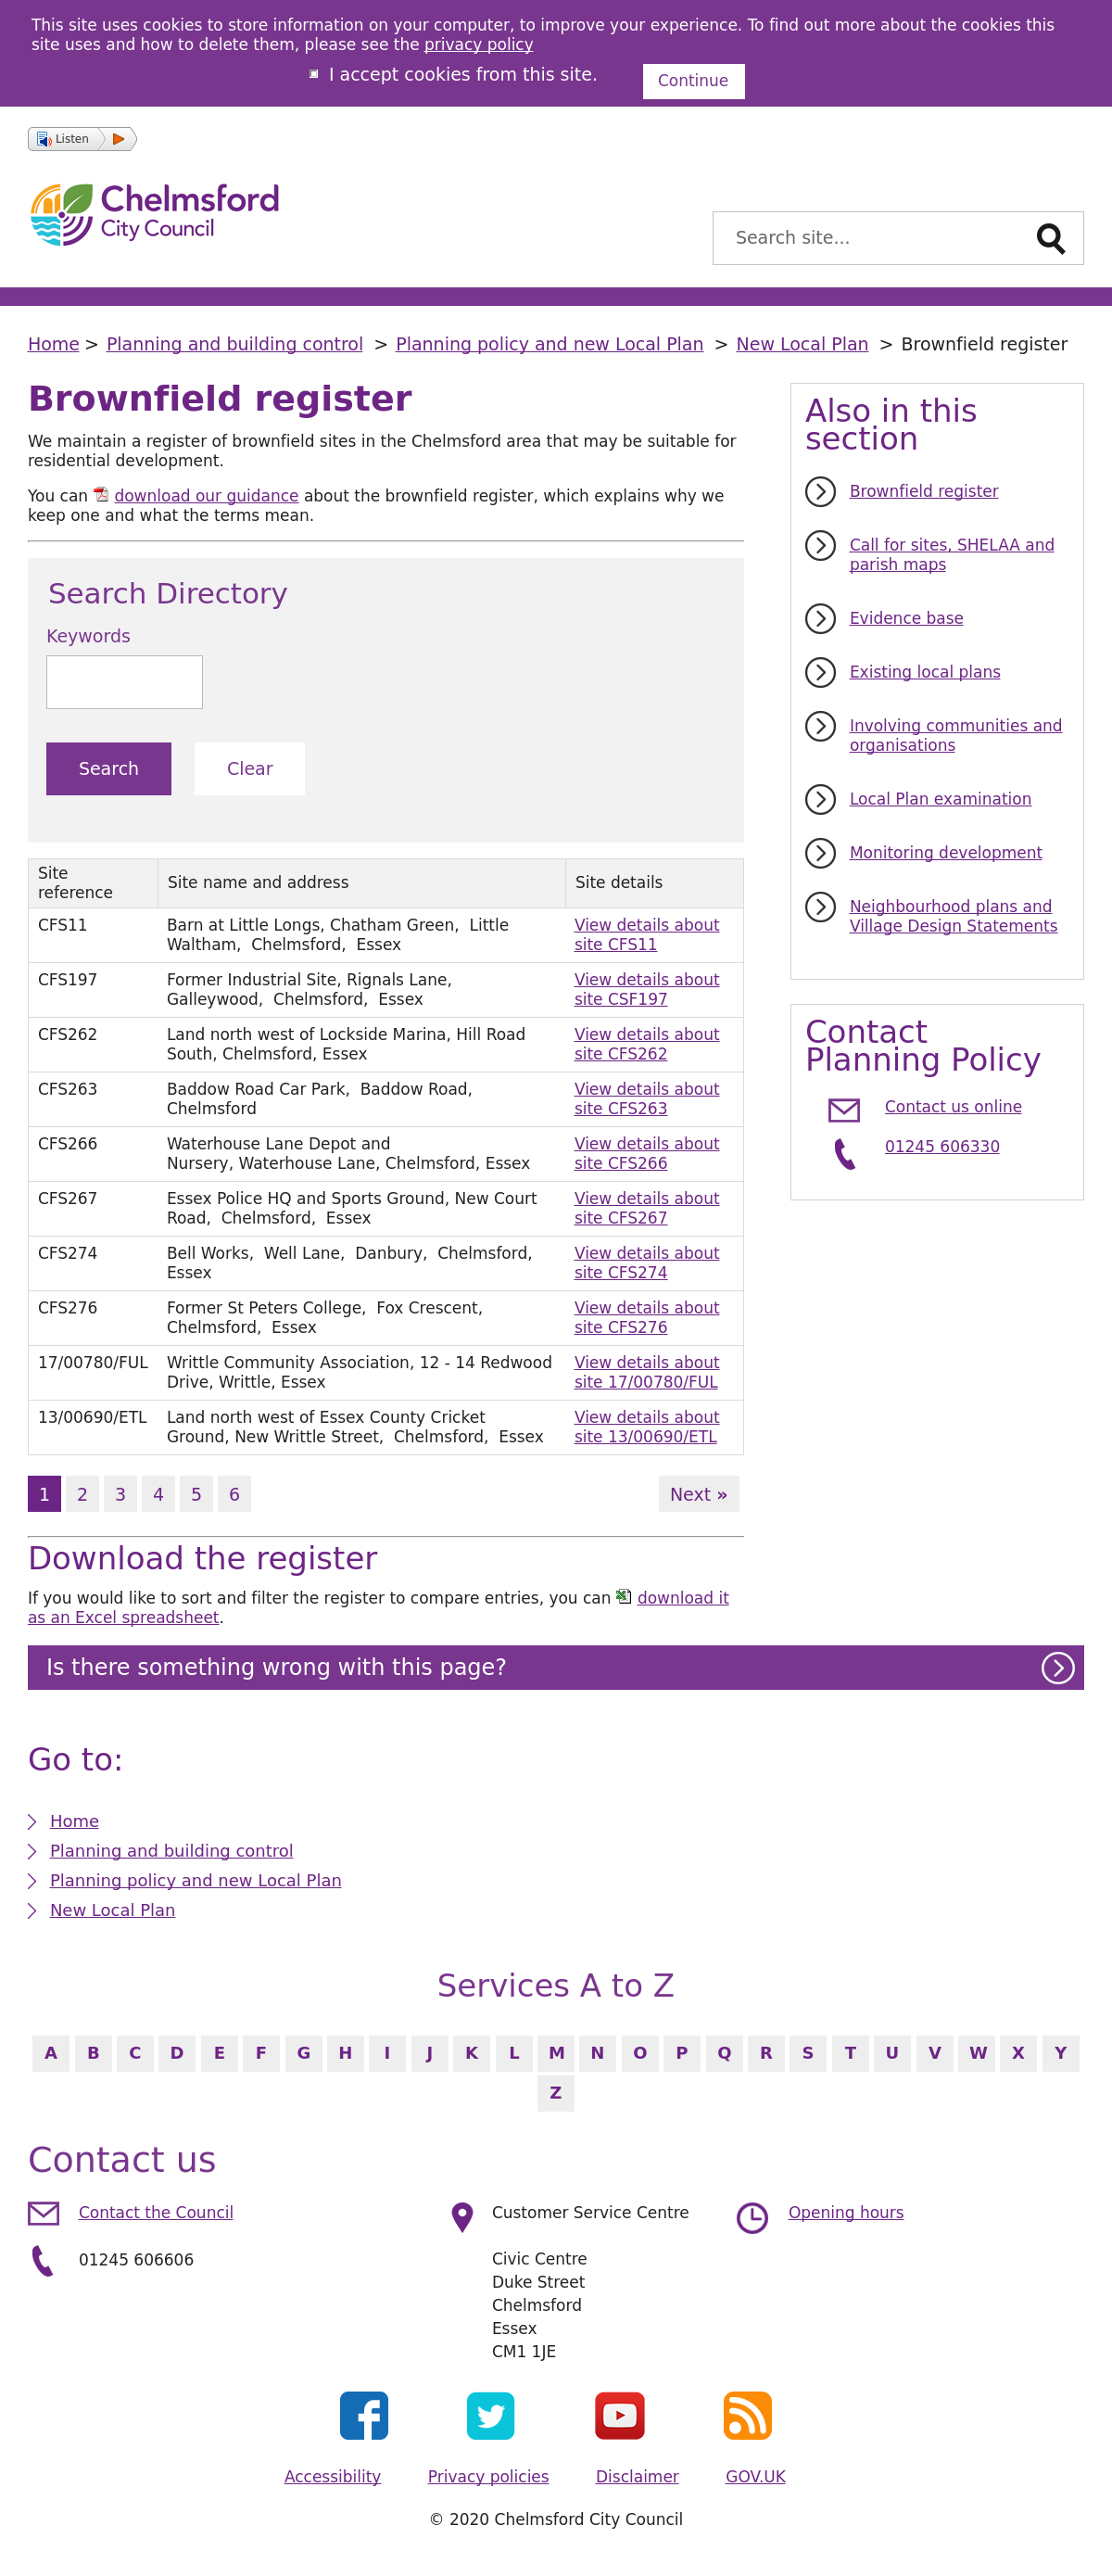 This site uses cookies to store information on your computer, to improve your experience. To find out more about the cookies this
site uses and how to delete them, please see the privacy policy
I accept cookies from this site.
Continue
Listen
Chelmsford
City Council
Search site...
Home > Planning and building control > Planning policy and new Local Plan > New Local Plan > Brownfield register
Brownfield register
We maintain a register of brownfield sites in the Chelmsford area that may be suitable for
residential development.
You can download our guidance about the brownfield register, which explains why we
keep one and what the terms mean.
Search Directory
Keywords
Search
Clear
Site
reference
Site name and address
Site details
CFS11
Barn at Little Longs, Chatham Green, Little
Waltham, Chelmsford, Essex
View details about
site CFS11
CFS197
Former Industrial Site, Rignals Lane,
Galleywood, Chelmsford, Essex
View details about
site CSF197
CFS262
Land north west of Lockside Marina, Hill Road
South, Chelmsford, Essex
View details about
site CFS262
CFS263
Baddow Road Car Park, Baddow Road,
Chelmsford
View details about
site CFS263
CFS266
Waterhouse Lane Depot and
Nursery, Waterhouse Lane, Chelmsford, Essex
View details about
site CFS266
CFS267
Essex Police HQ and Sports Ground, New Court
Road, Chelmsford, Essex
View details about
site CFS267
CFS274
Bell Works, Well Lane, Danbury, Chelmsford,
Essex
View details about
site CFS274
CFS276
Former St Peters College, Fox Crescent,
Chelmsford, Essex
View details about
site CFS276
17/00780/FUL
Writtle Community Association, 12 - 14 Redwood
Drive, Writtle, Essex
View details about
site 17/00780/FUL
13/00690/ETL
Land north west of Essex County Cricket
Ground, New Writtle Street, Chelmsford, Essex
View details about
site 13/00690/ETL
1 2 3 4 5 6
Next »
Download the register
If you would like to sort and filter the register to compare entries, you can download it
as an Excel spreadsheet.
Also in this
section
Brownfield register
Call for sites, SHELAA and
parish maps
Evidence base
Existing local plans
Involving communities and
organisations
Local Plan examination
Monitoring development
Neighbourhood plans and
Village Design Statements
Contact
Planning Policy
Contact us online
01245 606330
Is there something wrong with this page?
Go to:
Home
Planning and building control
Planning policy and new Local Plan
New Local Plan
Services A to Z
A B C D E F G H I J K L M N O P Q R S T U V W X Y
Z
Contact us
Contact the Council
01245 606606
Customer Service Centre
Civic Centre
Duke Street
Chelmsford
Essex
CM1 1JE
Opening hours
Accessibility
Privacy policies
Disclaimer
GOV.UK
© 2020 Chelmsford City Council